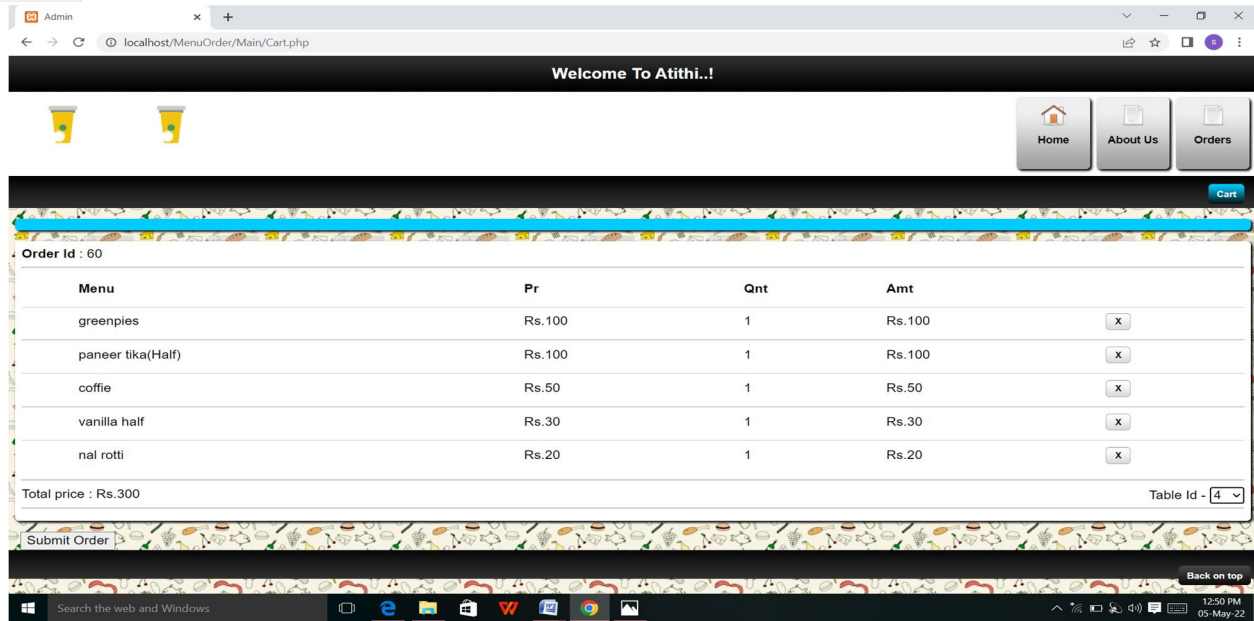 Admin
localhost/MenuOrder/Main/Cart.php
S
Welcome To Atithi..!
Home About Us Orders
Cart
Order Id : 60
Menu Pr Qnt Amt
greenpies Rs.100 1 Rs.100 X
paneer tika(Half) Rs.100 1 Rs.100 X
coffie Rs.50 1 Rs.50 X
vanilla half Rs.30 1 Rs.30 X
nal rotti Rs.20 1 Rs.20 X
Total price : Rs.300 Table Id - 4
Submit Order
Back on top
Search the web and Windows 12:50 PM
05-May-22